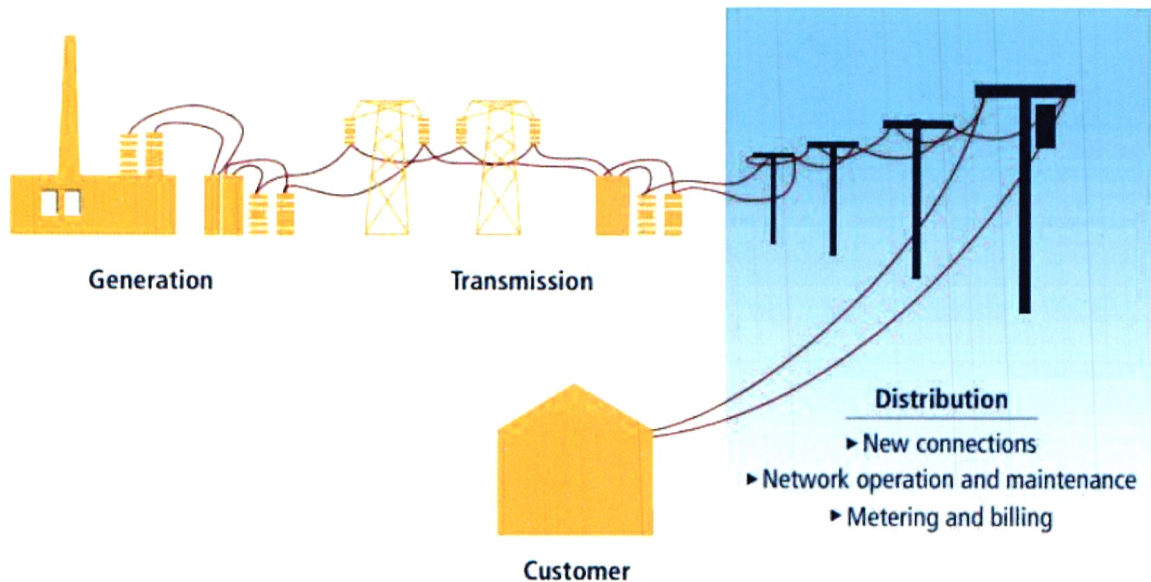 Generation
Transmission
Distribution
▸ New connections
▸ Network operation and maintenance
▸ Metering and billing
Customer